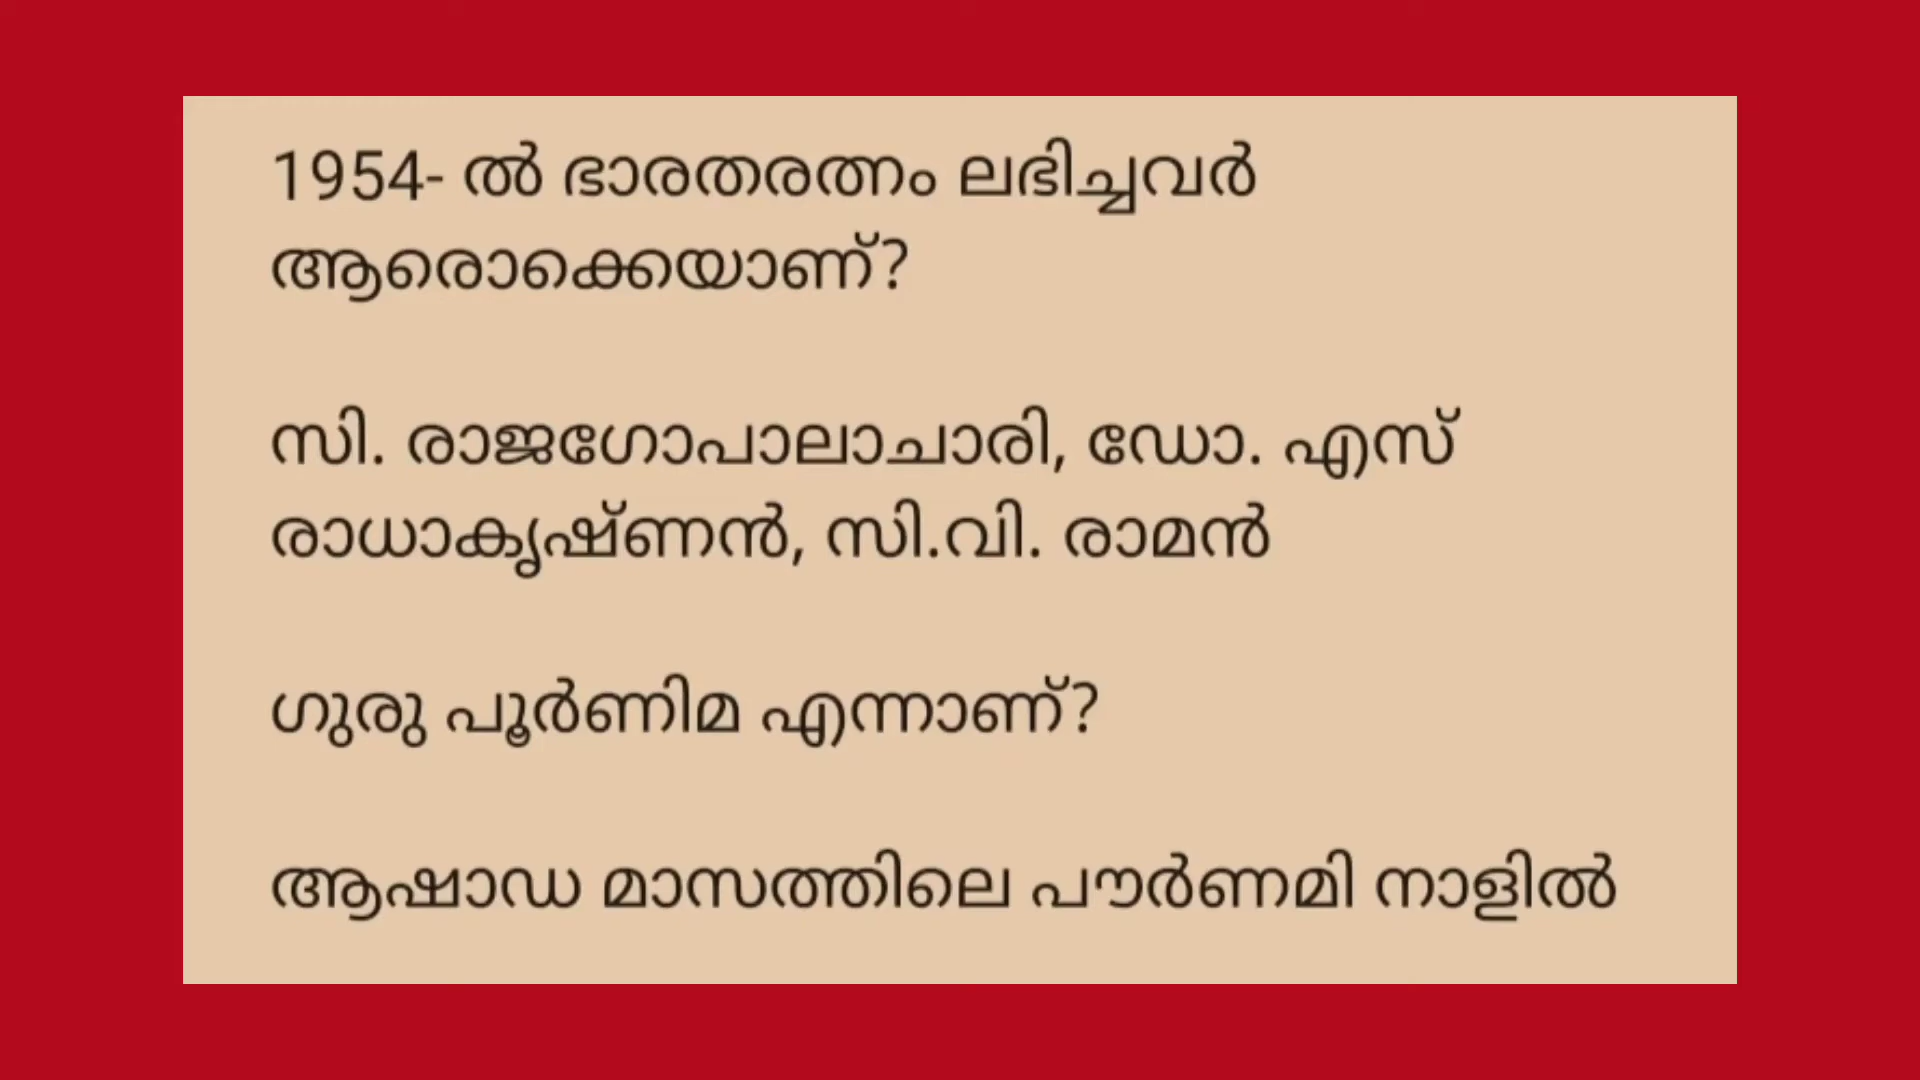 1954- ൽ ഭാരതരത്നം ലഭിച്ചവർ
ആരൊക്കെയാണ്?
സി. രാജഗോപാലാചാരി, ഡോ. എസ്
രാധാകൃഷ്ണൻ, സി.വി. രാമൻ
ഗുരു പൂർണിമ എന്നാണ്?
ആഷാഡ മാസത്തിലെ പൗർണമി നാളിൽ